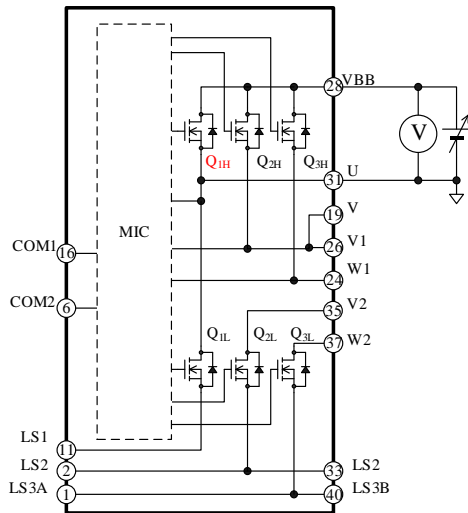 28
VBB
V
Q1H
Q2H
Q3H
31
U
19
V
MIC
26
V1
COM1
16
24
W1
COM2
6
35
V2
37
W2
Q1L
Q2L
Q3L
LS1
11
LS2
2
33
LS2
LS3A
1
40
LS3B